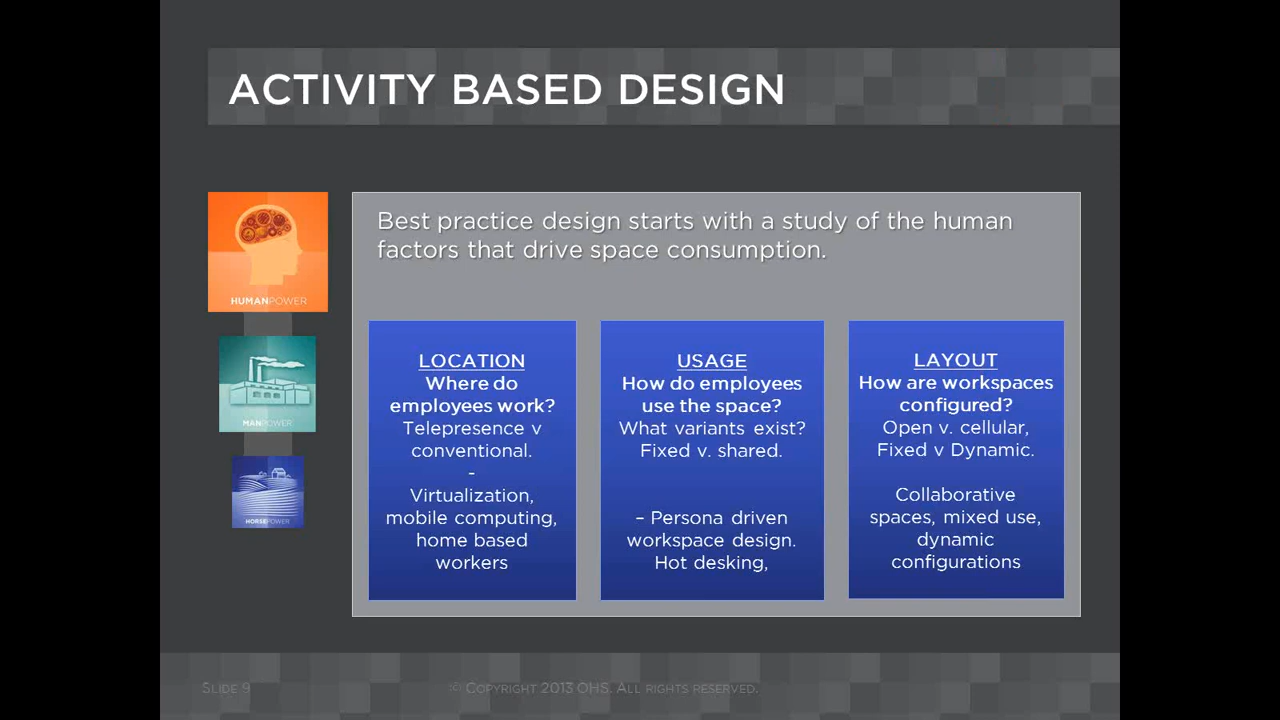 ACTIVITY BASED DESIGN
HUMANPOWER
MANPOWER
HORSEPOWER
Best practice design starts with a study of the human
factors that drive space consumption.
LOCATION
Where do
employees work?
Telepresence v
conventional.
-
Virtualization,
mobile computing,
home based
workers
USAGE
How do employees
use the space?
What variants exist?
Fixed v. shared.
– Persona driven
workspace design.
Hot desking,
LAYOUT
How are workspaces
configured?
Open v. cellular,
Fixed v Dynamic.
Collaborative
spaces, mixed use,
dynamic
configurations
SLIDE 9
(C) COPYRIGHT 2013 OHS. ALL RIGHTS RESERVED.